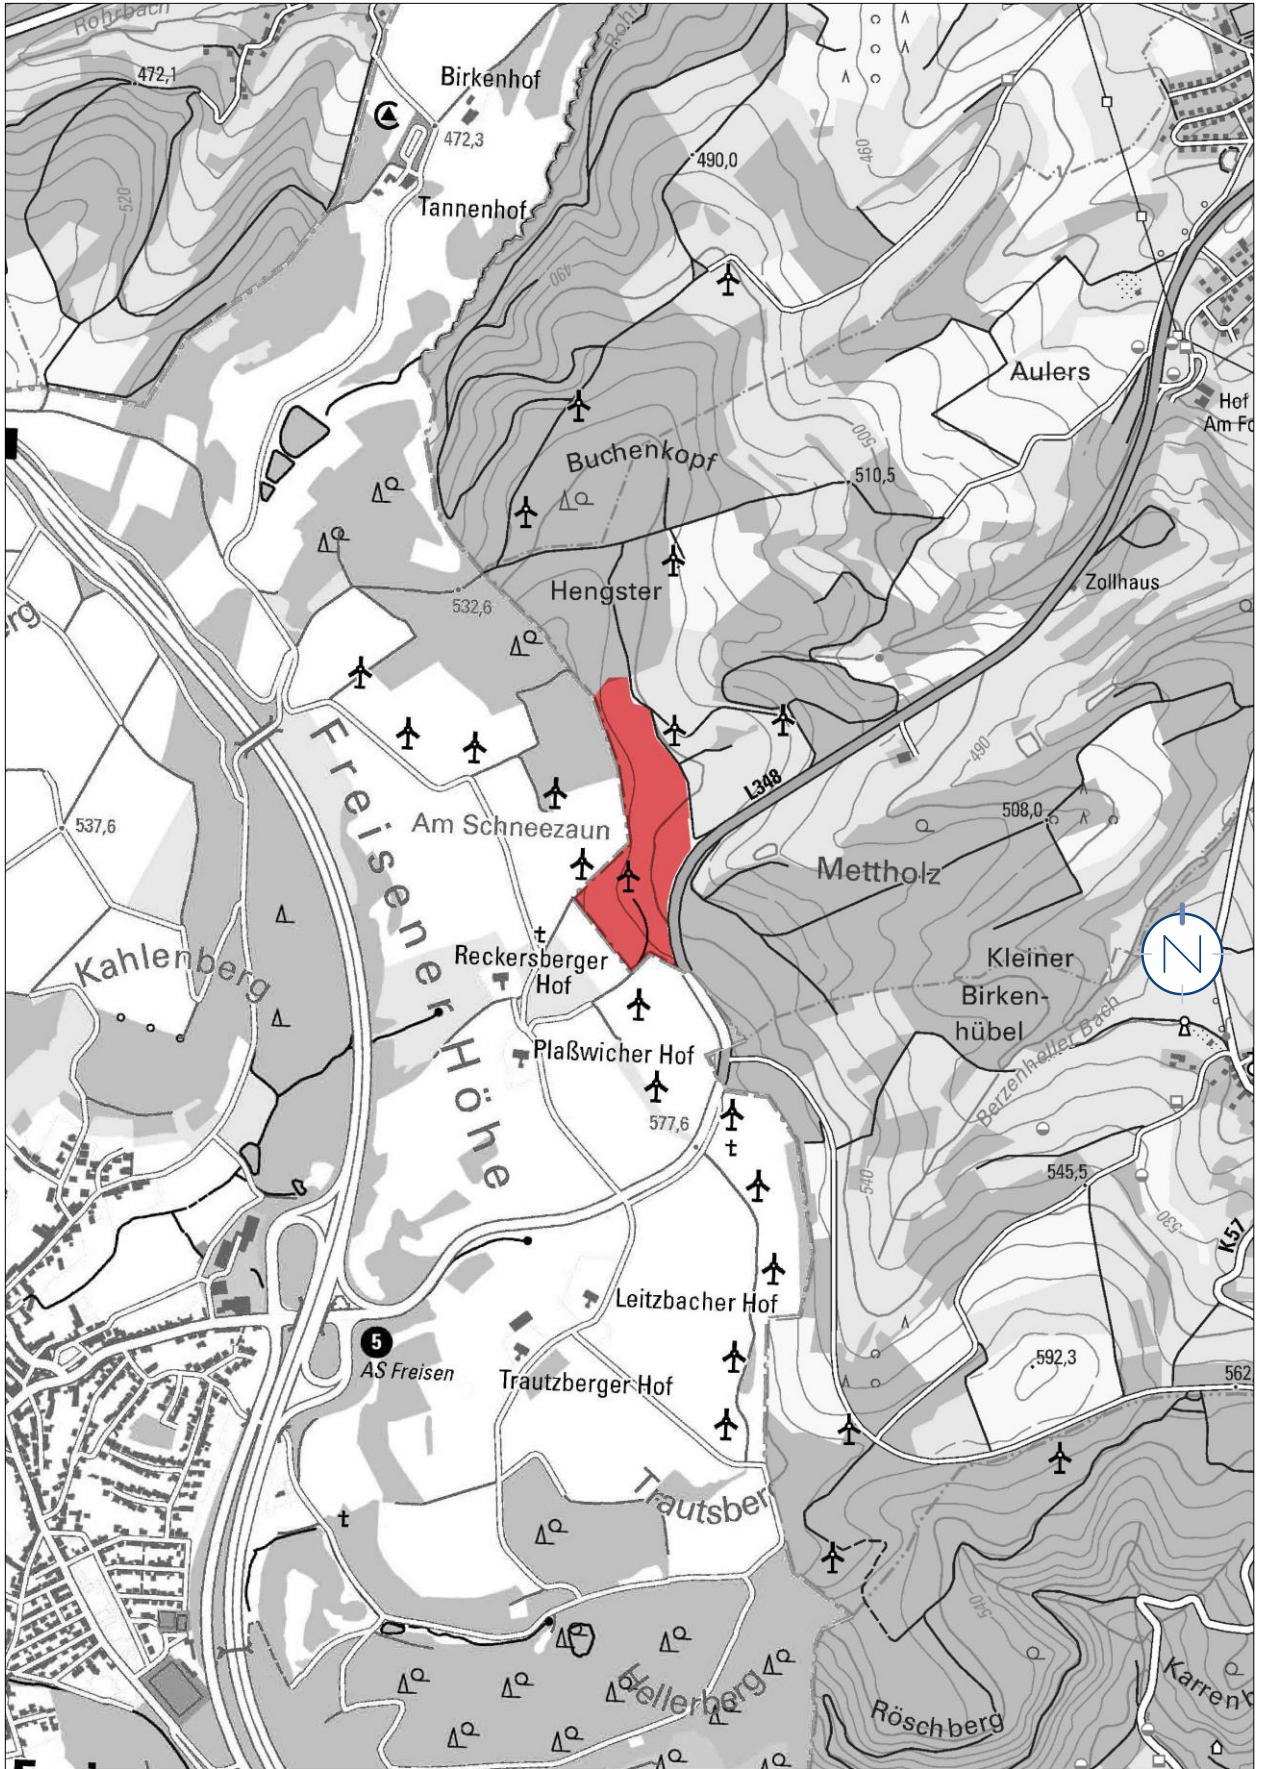 Rohrbach
472,1
Birkenhof
472,3
Tannenhof
520
490,0
460
490
Aulers
Hof
Buchenkopf
500
510,5
Hengster
Zollhaus
532,6
Freisener Höhe
490
L348
508,0
537,6
Am Schneezaun
Mettholz
Kahlenberg
Reckersberger
Hof
Kleiner
Birken-
hübel
N
Plaßwicher Hof
Berzenheller Bach
577,6
540
545,5
530
K57
Leitzbacher Hof
5
AS Freisen
Trautzberger Hof
592,3
562
Trautsber
540
Hellerberg
Röschberg